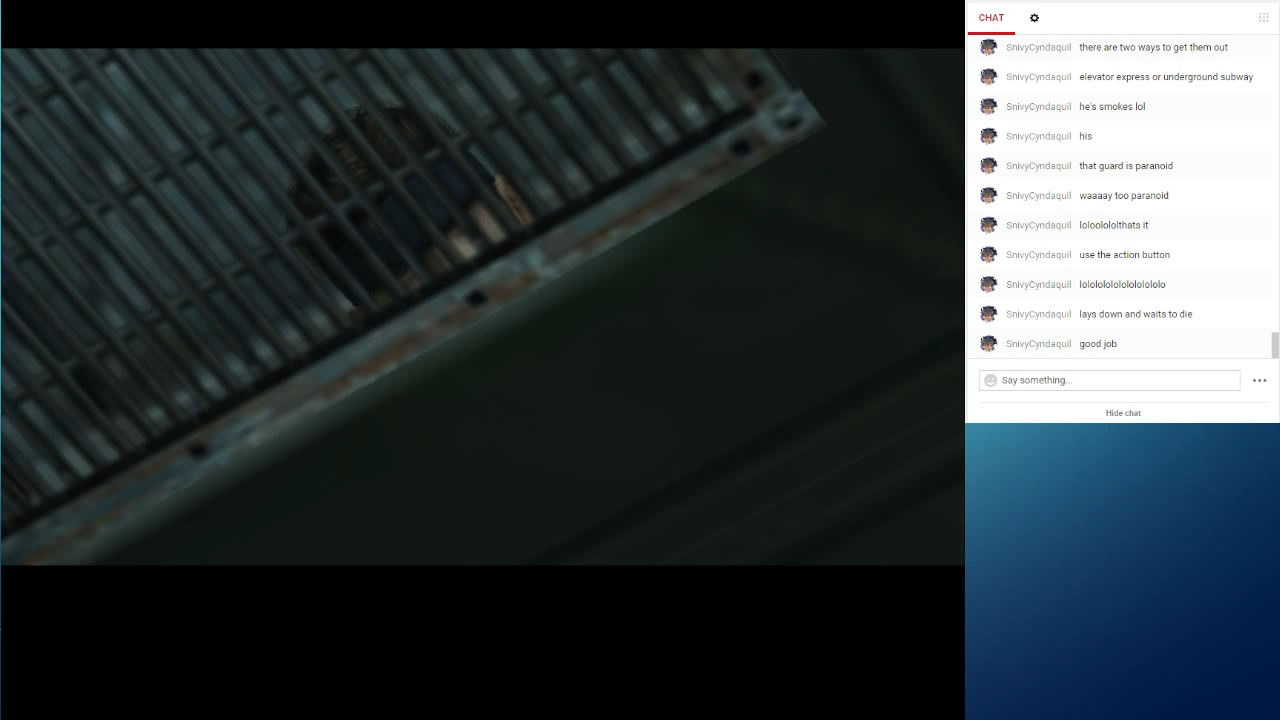 CHAT
SnivyCyndaquil there are two ways to get them out
SnivyCyndaquil elevator express or underground subway
SnivyCyndaquil he's smokes lol
SnivyCyndaquil his
SnivyCyndaquil that guard is paranoid
SnivyCyndaquil waaaay too paranoid
SnivyCyndaquil loloolololthats it
SnivyCyndaquil use the action button
SnivyCyndaquil lolololololololololo
SnivyCyndaquil lays down and waits to die
SnivyCyndaquil good job
Say something...
Hide chat